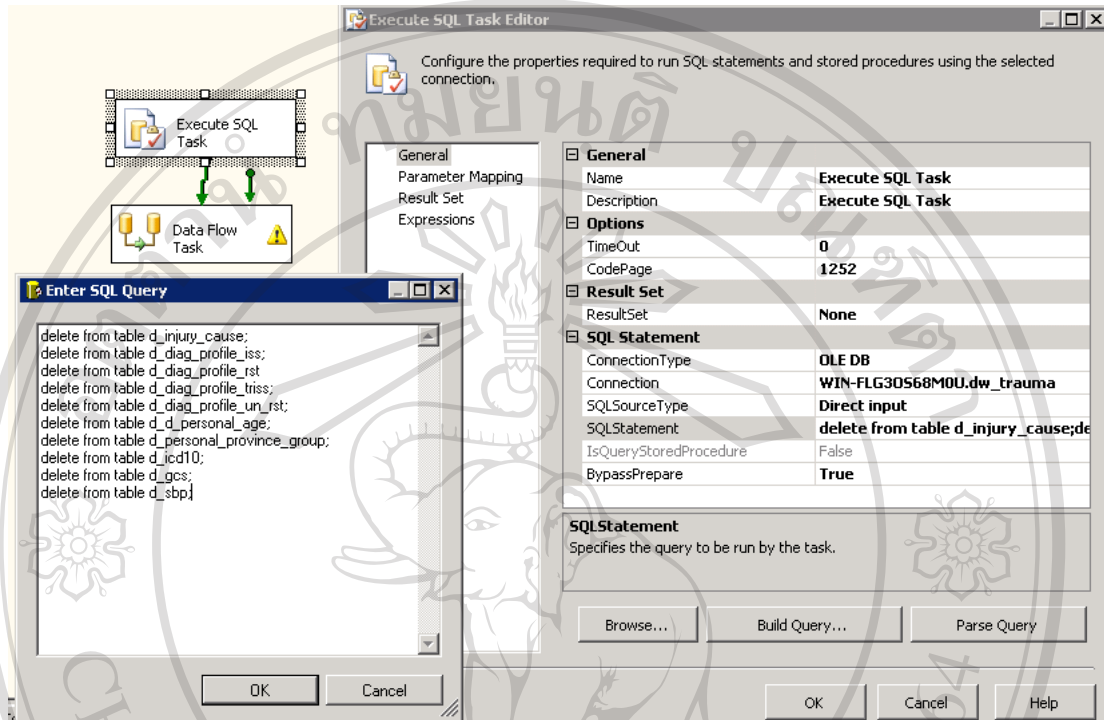 Execute SQL Task Editor
Configure the properties required to run SQL statements and stored procedures using the selected
connection.
Execute SQL
Task
Data Flow
Task
General
Parameter Mapping
Result Set
Expressions
General
Name Execute SQL Task
Description Execute SQL Task
Options
TimeOut 0
CodePage 1252
Result Set
ResultSet None
SQL Statement
ConnectionType OLE DB
Connection WIN-FLG3OS68M0U.dw_trauma
SQLSourceType Direct input
SQLStatement delete from table d_injury_cause;de
IsQueryStoredProcedure False
BypassPrepare True
SQLStatement
Specifies the query to be run by the task.
Browse... Build Query... Parse Query
OK Cancel Help
Enter SQL Query
delete from table d_injury_cause;
delete from table d_diag_profile_iss;
delete from table d_diag_profile_rst
delete from table d_diag_profile_triss;
delete from table d_diag_profile_un_rst;
delete from table d_d_personal_age;
delete from table d_personal_province_group;
delete from table d_icd10;
delete from table d_gcs;
delete from table d_sbp;
OK Cancel